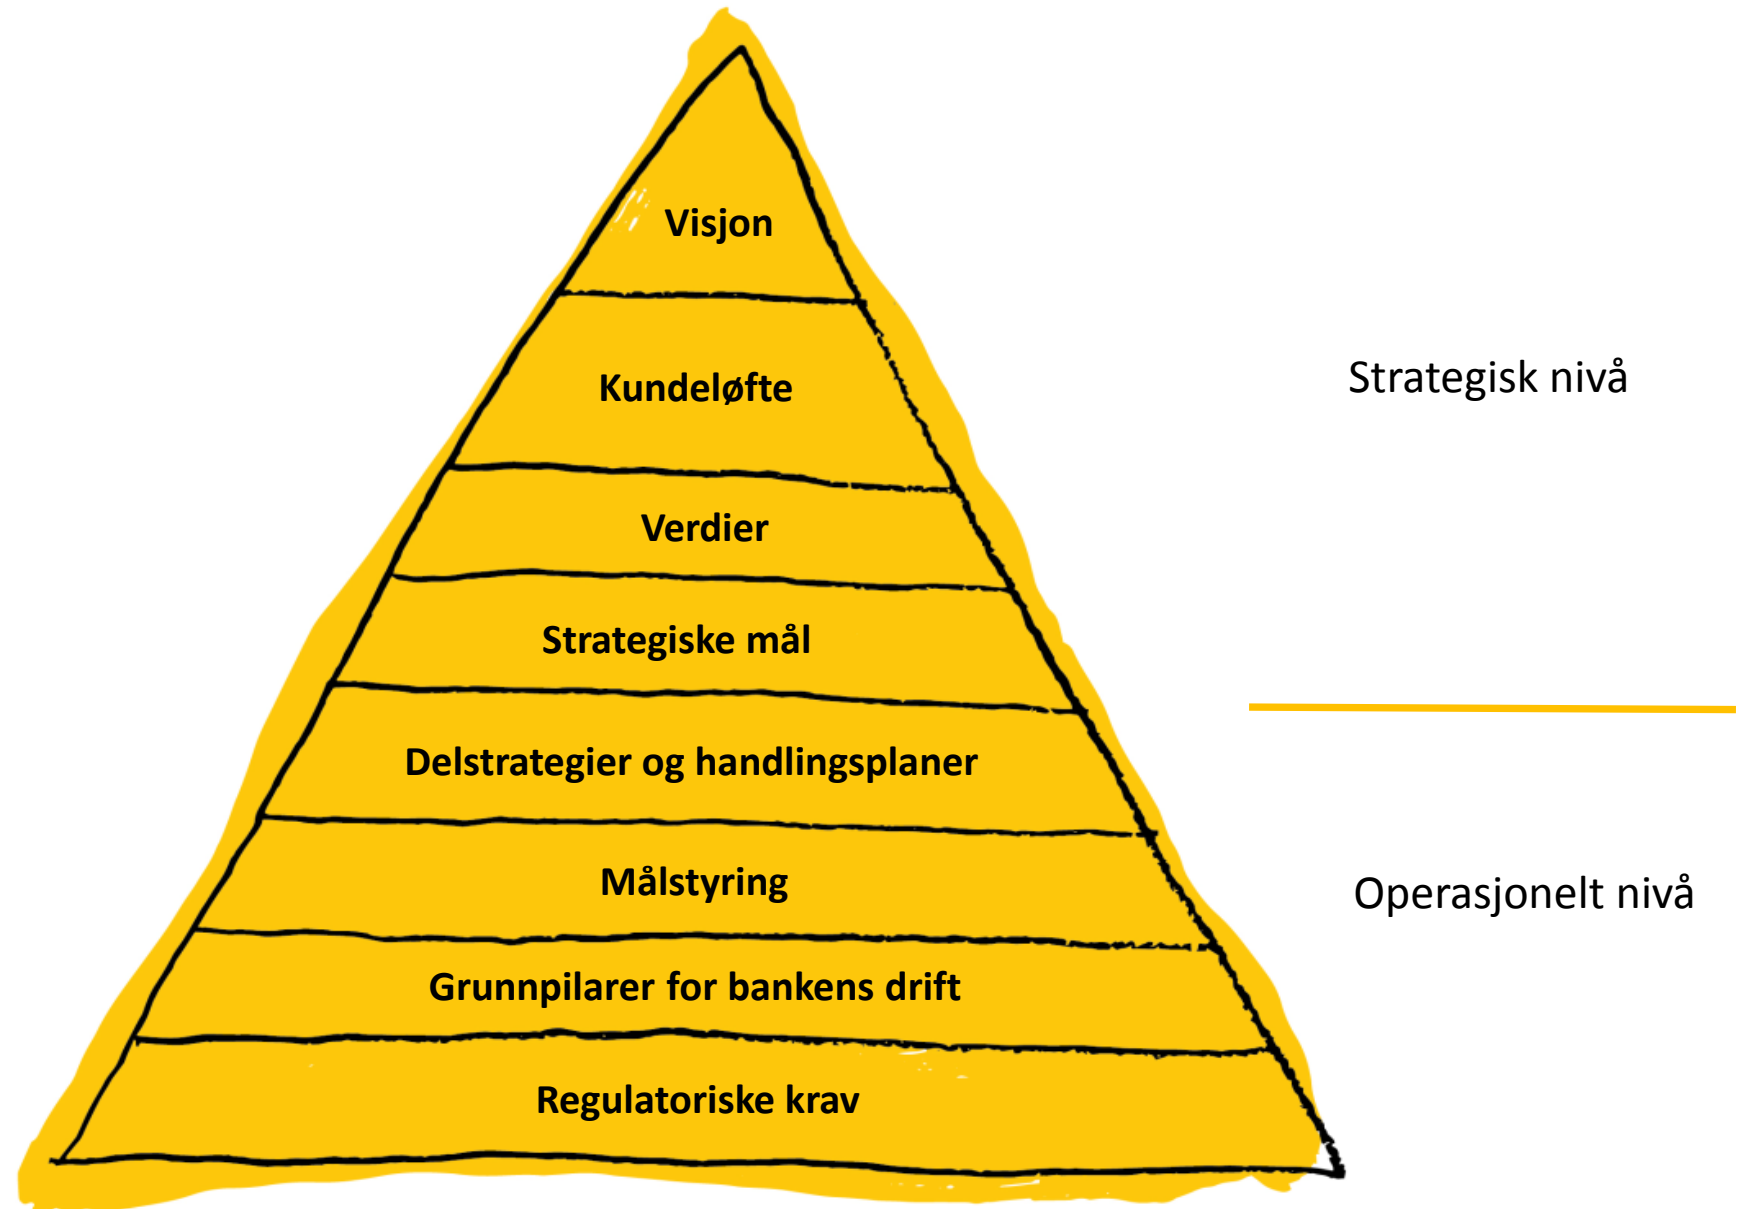 Visjon
Kundeløfte
Strategisk nivå
Verdier
Strategiske mål
Delstrategier og handlingsplaner
Målstyring
Operasjonelt nivå
Grunnpilarer for bankens drift
Regulatoriske krav